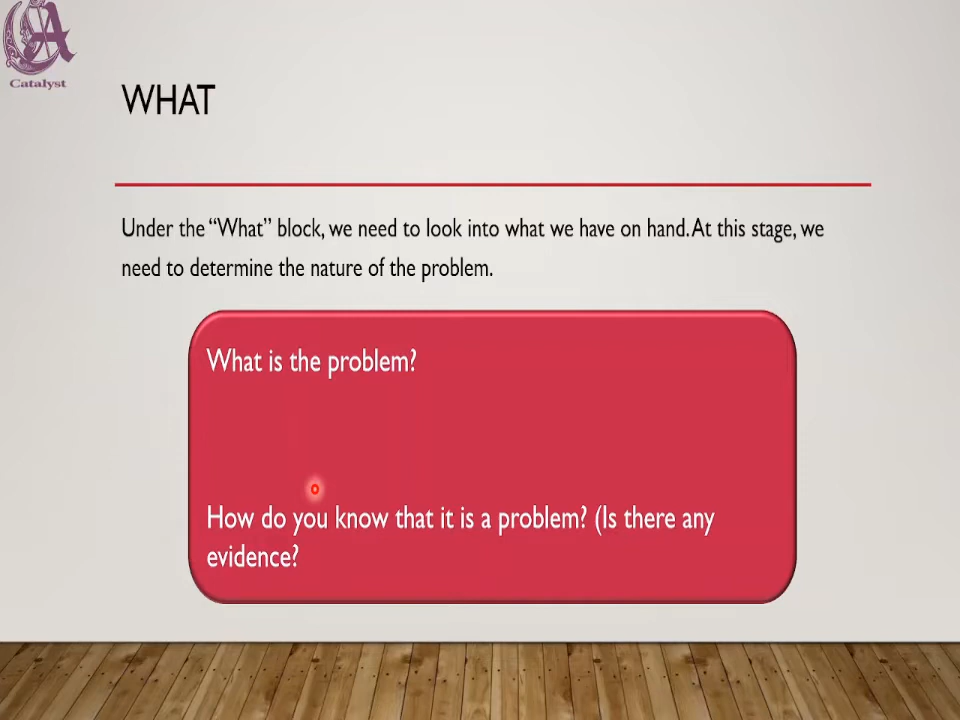 Catalyst
WHAT
Under the “What” block, we need to look into what we have on hand. At this stage, we
need to determine the nature of the problem.
What is the problem?
How do you know that it is a problem? (Is there any
evidence?